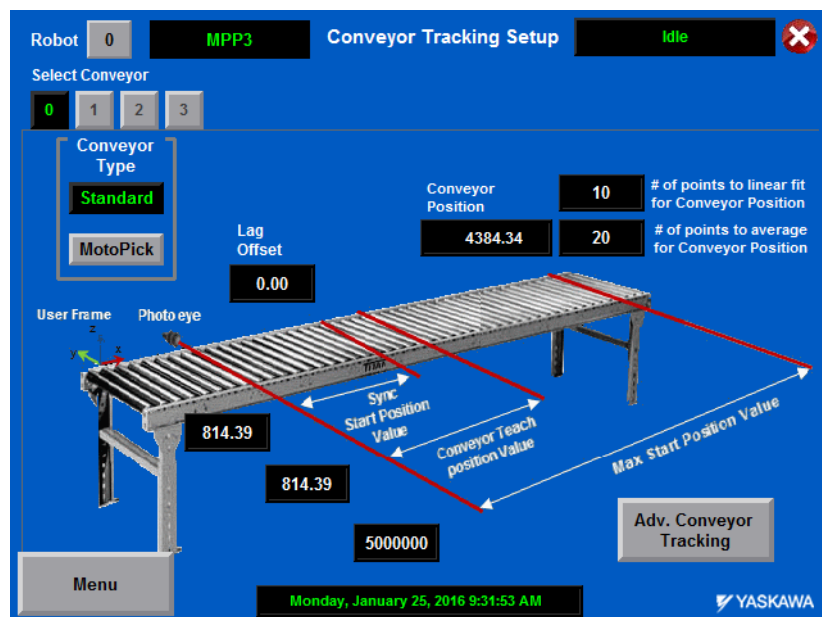 Robot 0 MPP3 Conveyor Tracking Setup Idle
Select Conveyor
0 1 2 3
Conveyor
Type
Standard
MotoPick
Lag
Offset
0.00
Conveyor
Position
4384.34
10
# of points to linear fit
for Conveyor Position
20
# of points to average
for Conveyor Position
User Frame
z
y
x
Photo eye
Sync
Start Position
Value
Conveyor Teach
position Value
Max Start Position Value
814.39
814.39
5000000
Adv. Conveyor
Tracking
Menu
Monday, January 25, 2016 9:31:53 AM
YASKAWA